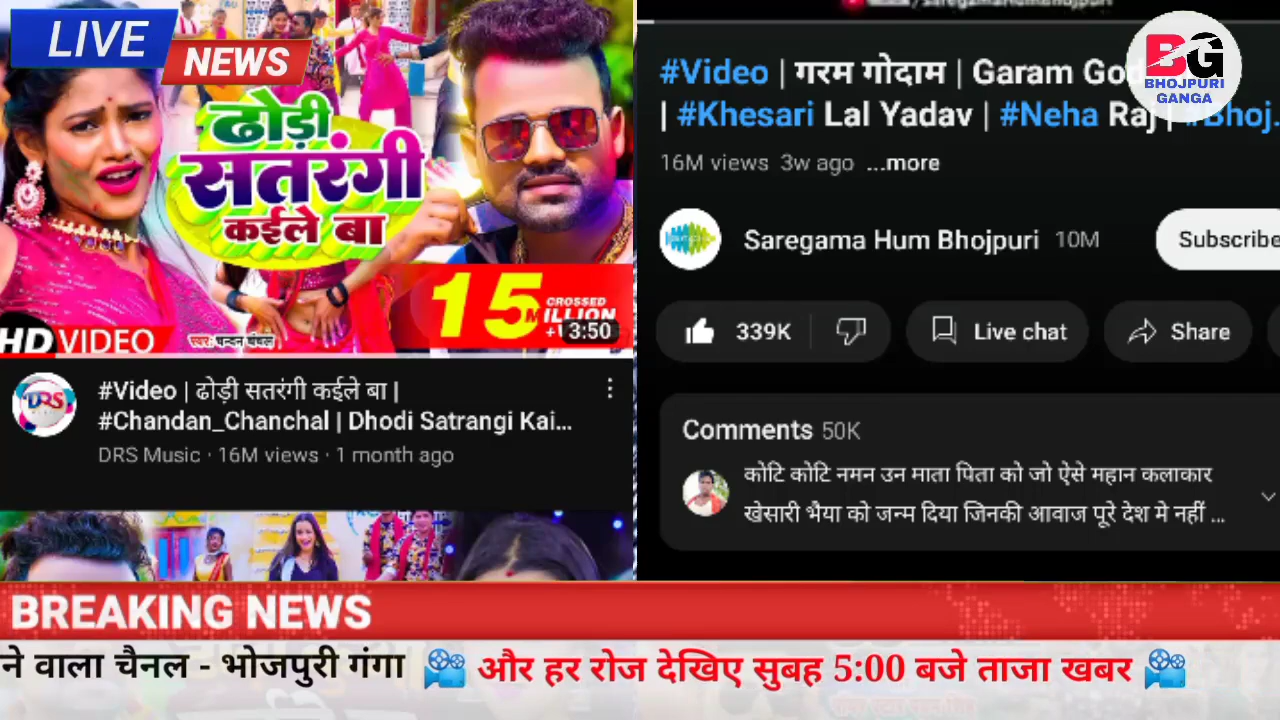 LIVE
NEWS
ढोड़ी
सतरंगी
कईले बा
15 MILLION
CROSSED
3:50
HD VIDEO
#Video | ढोड़ी सतरंगी कईले बा |
#Chandan_Chanchal | Dhodi Satrangi Kai...
DRS
DRS Music · 16M views · 1 month ago
#Video | गरम गोदाम | Garam
| #Khesari Lal Yadav | #Neha Raj | #Bhoj.
BG
BHOJPURI
GANGA
16M views 3w ago ...more
Saregama Hum Bhojpuri 10M
Subscribe
339K
Live chat
Share
Comments 50K
कोटि कोटि नमन उन माता पिता को जो ऐसे महान कलाकार
खेसारी भैया को जन्म दिया जिनकी आवाज पूरे देश मे नहीं ...
BREAKING NEWS
ने वाला चैनल - भोजपुरी गंगा और हर रोज देखिए सुबह 5:00 बजे ताजा खबर